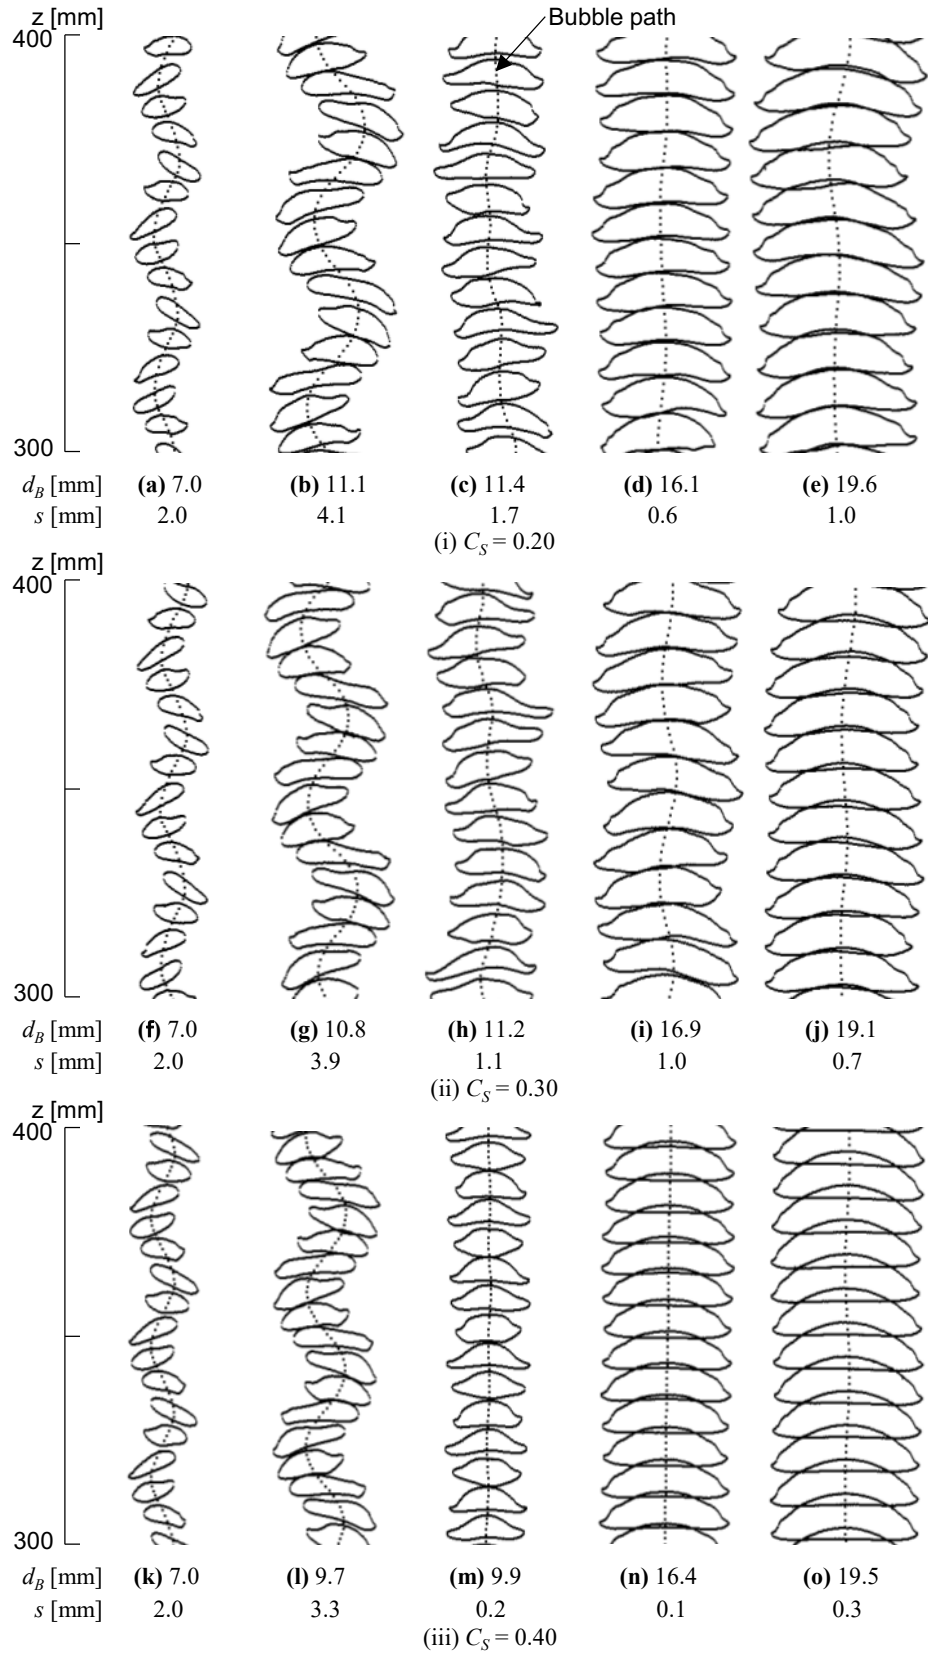 z [mm]
Bubble path
400
300
d_B [mm] (a) 7.0 (b) 11.1 (c) 11.4 (d) 16.1 (e) 19.6
s [mm] 2.0 4.1 1.7 0.6 1.0
(i) C_S = 0.20
z [mm]
400
300
d_B [mm] (f) 7.0 (g) 10.8 (h) 11.2 (i) 16.9 (j) 19.1
s [mm] 2.0 3.9 1.1 1.0 0.7
(ii) C_S = 0.30
z [mm]
400
300
d_B [mm] (k) 7.0 (l) 9.7 (m) 9.9 (n) 16.4 (o) 19.5
s [mm] 2.0 3.3 0.2 0.1 0.3
(iii) C_S = 0.40